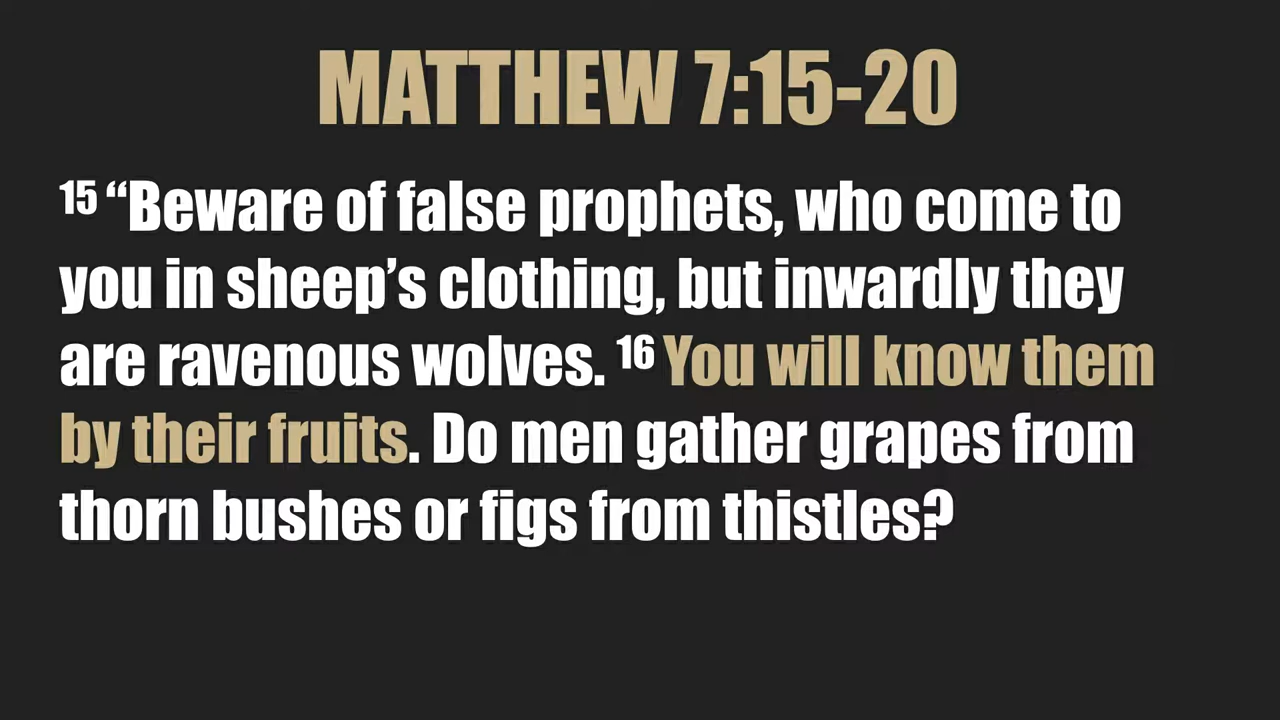 MATTHEW 7:15-20
15 “Beware of false prophets, who come to
you in sheep’s clothing, but inwardly they
are ravenous wolves. 16 You will know them
by their fruits. Do men gather grapes from
thorn bushes or figs from thistles?